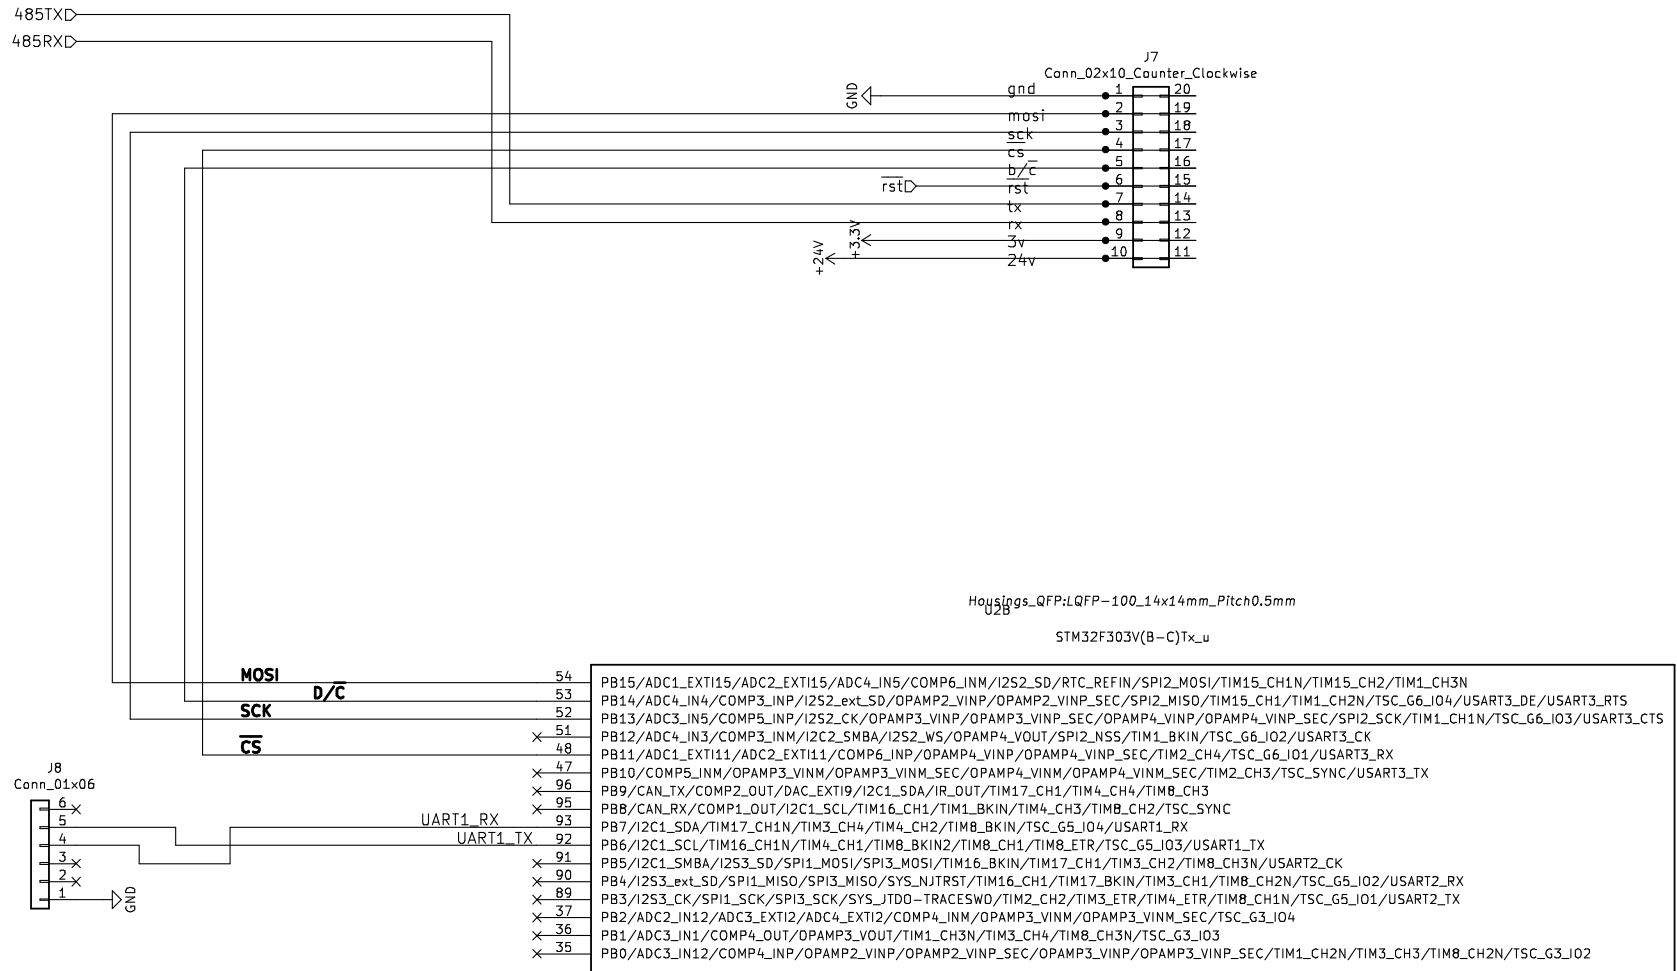 485TX
485RX
J7
Conn_02x10_Counter_Clockwise
GND
gnd 1 20
mosi 2 19
sck 3 18
cs 4 17
b/c 5 16
rst rst 6 15
tx 7 14
rx 8 13
+3.3V 3v 9 12
+24V 24v 10 11
Housings_QFP:LQFP-100_14x14mm_Pitch0.5mm
U2B
STM32F303V(B-C)Tx_u
MOSI 54 PB15/ADC1_EXTI15/ADC2_EXTI15/ADC4_IN5/COMP6_INM/I2S2_SD/RTC_REFIN/SPI2_MOSI/TIM15_CH1N/TIM15_CH2/TIM1_CH3N
D/C 53 PB14/ADC4_IN4/COMP3_INP/I2S2_ext_SD/OPAMP2_VINP/OPAMP2_VINP_SEC/SPI2_MISO/TIM15_CH1/TIM1_CH2N/TSC_G6_IO4/USART3_DE/USART3_RTS
SCK 52 PB13/ADC3_IN5/COMP5_INP/I2S2_CK/OPAMP3_VINP/OPAMP3_VINP_SEC/OPAMP4_VINP/OPAMP4_VINP_SEC/SPI2_SCK/TIM1_CH1N/TSC_G6_IO3/USART3_CTS
51 PB12/ADC4_IN3/COMP3_INM/I2C2_SMBA/I2S2_WS/OPAMP4_VOUT/SPI2_NSS/TIM1_BKIN/TSC_G6_IO2/USART3_CK
CS 48 PB11/ADC1_EXTI11/ADC2_EXTI11/COMP6_INP/OPAMP4_VINP/OPAMP4_VINP_SEC/TIM2_CH4/TSC_G6_IO1/USART3_RX
47 PB10/COMP5_INM/OPAMP3_VINM/OPAMP3_VINM_SEC/OPAMP4_VINM/OPAMP4_VINM_SEC/TIM2_CH3/TSC_SYNC/USART3_TX
96 PB9/CAN_TX/COMP2_OUT/DAC_EXTI9/I2C1_SDA/IR_OUT/TIM17_CH1/TIM4_CH4/TIM8_CH3
95 PB8/CAN_RX/COMP1_OUT/I2C1_SCL/TIM16_CH1/TIM1_BKIN/TIM4_CH3/TIM8_CH2/TSC_SYNC
UART1_RX 93 PB7/I2C1_SDA/TIM17_CH1N/TIM3_CH4/TIM4_CH2/TIM8_BKIN/TSC_G5_IO4/USART1_RX
UART1_TX 92 PB6/I2C1_SCL/TIM16_CH1N/TIM4_CH1/TIM8_BKIN2/TIM8_CH1/TIM8_ETR/TSC_G5_IO3/USART1_TX
91 PB5/I2C1_SMBA/I2S3_SD/SPI1_MOSI/SPI3_MOSI/TIM16_BKIN/TIM17_CH1/TIM3_CH2/TIM8_CH3N/USART2_CK
90 PB4/I2S3_ext_SD/SPI1_MISO/SPI3_MISO/SYS_NJTRST/TIM16_CH1/TIM17_BKIN/TIM3_CH1/TIM8_CH2N/TSC_G5_IO2/USART2_RX
89 PB3/I2S3_CK/SPI1_SCK/SPI3_SCK/SYS_JTDO-TRACESWO/TIM2_CH2/TIM3_ETR/TIM4_ETR/TIM8_CH1N/TSC_G5_IO1/USART2_TX
37 PB2/ADC2_IN12/ADC3_EXTI2/ADC4_EXTI2/COMP4_INM/OPAMP3_VINM/OPAMP3_VINM_SEC/TSC_G3_IO4
36 PB1/ADC3_IN1/COMP4_OUT/OPAMP3_VOUT/TIM1_CH3N/TIM3_CH4/TIM8_CH3N/TSC_G3_IO3
35 PB0/ADC3_IN12/COMP4_INP/OPAMP2_VINP/OPAMP2_VINP_SEC/OPAMP3_VINP/OPAMP3_VINP_SEC/TIM1_CH2N/TIM3_CH3/TIM8_CH2N/TSC_G3_IO2
J8
Conn_01x06
6
5
4
3
2
1
GND